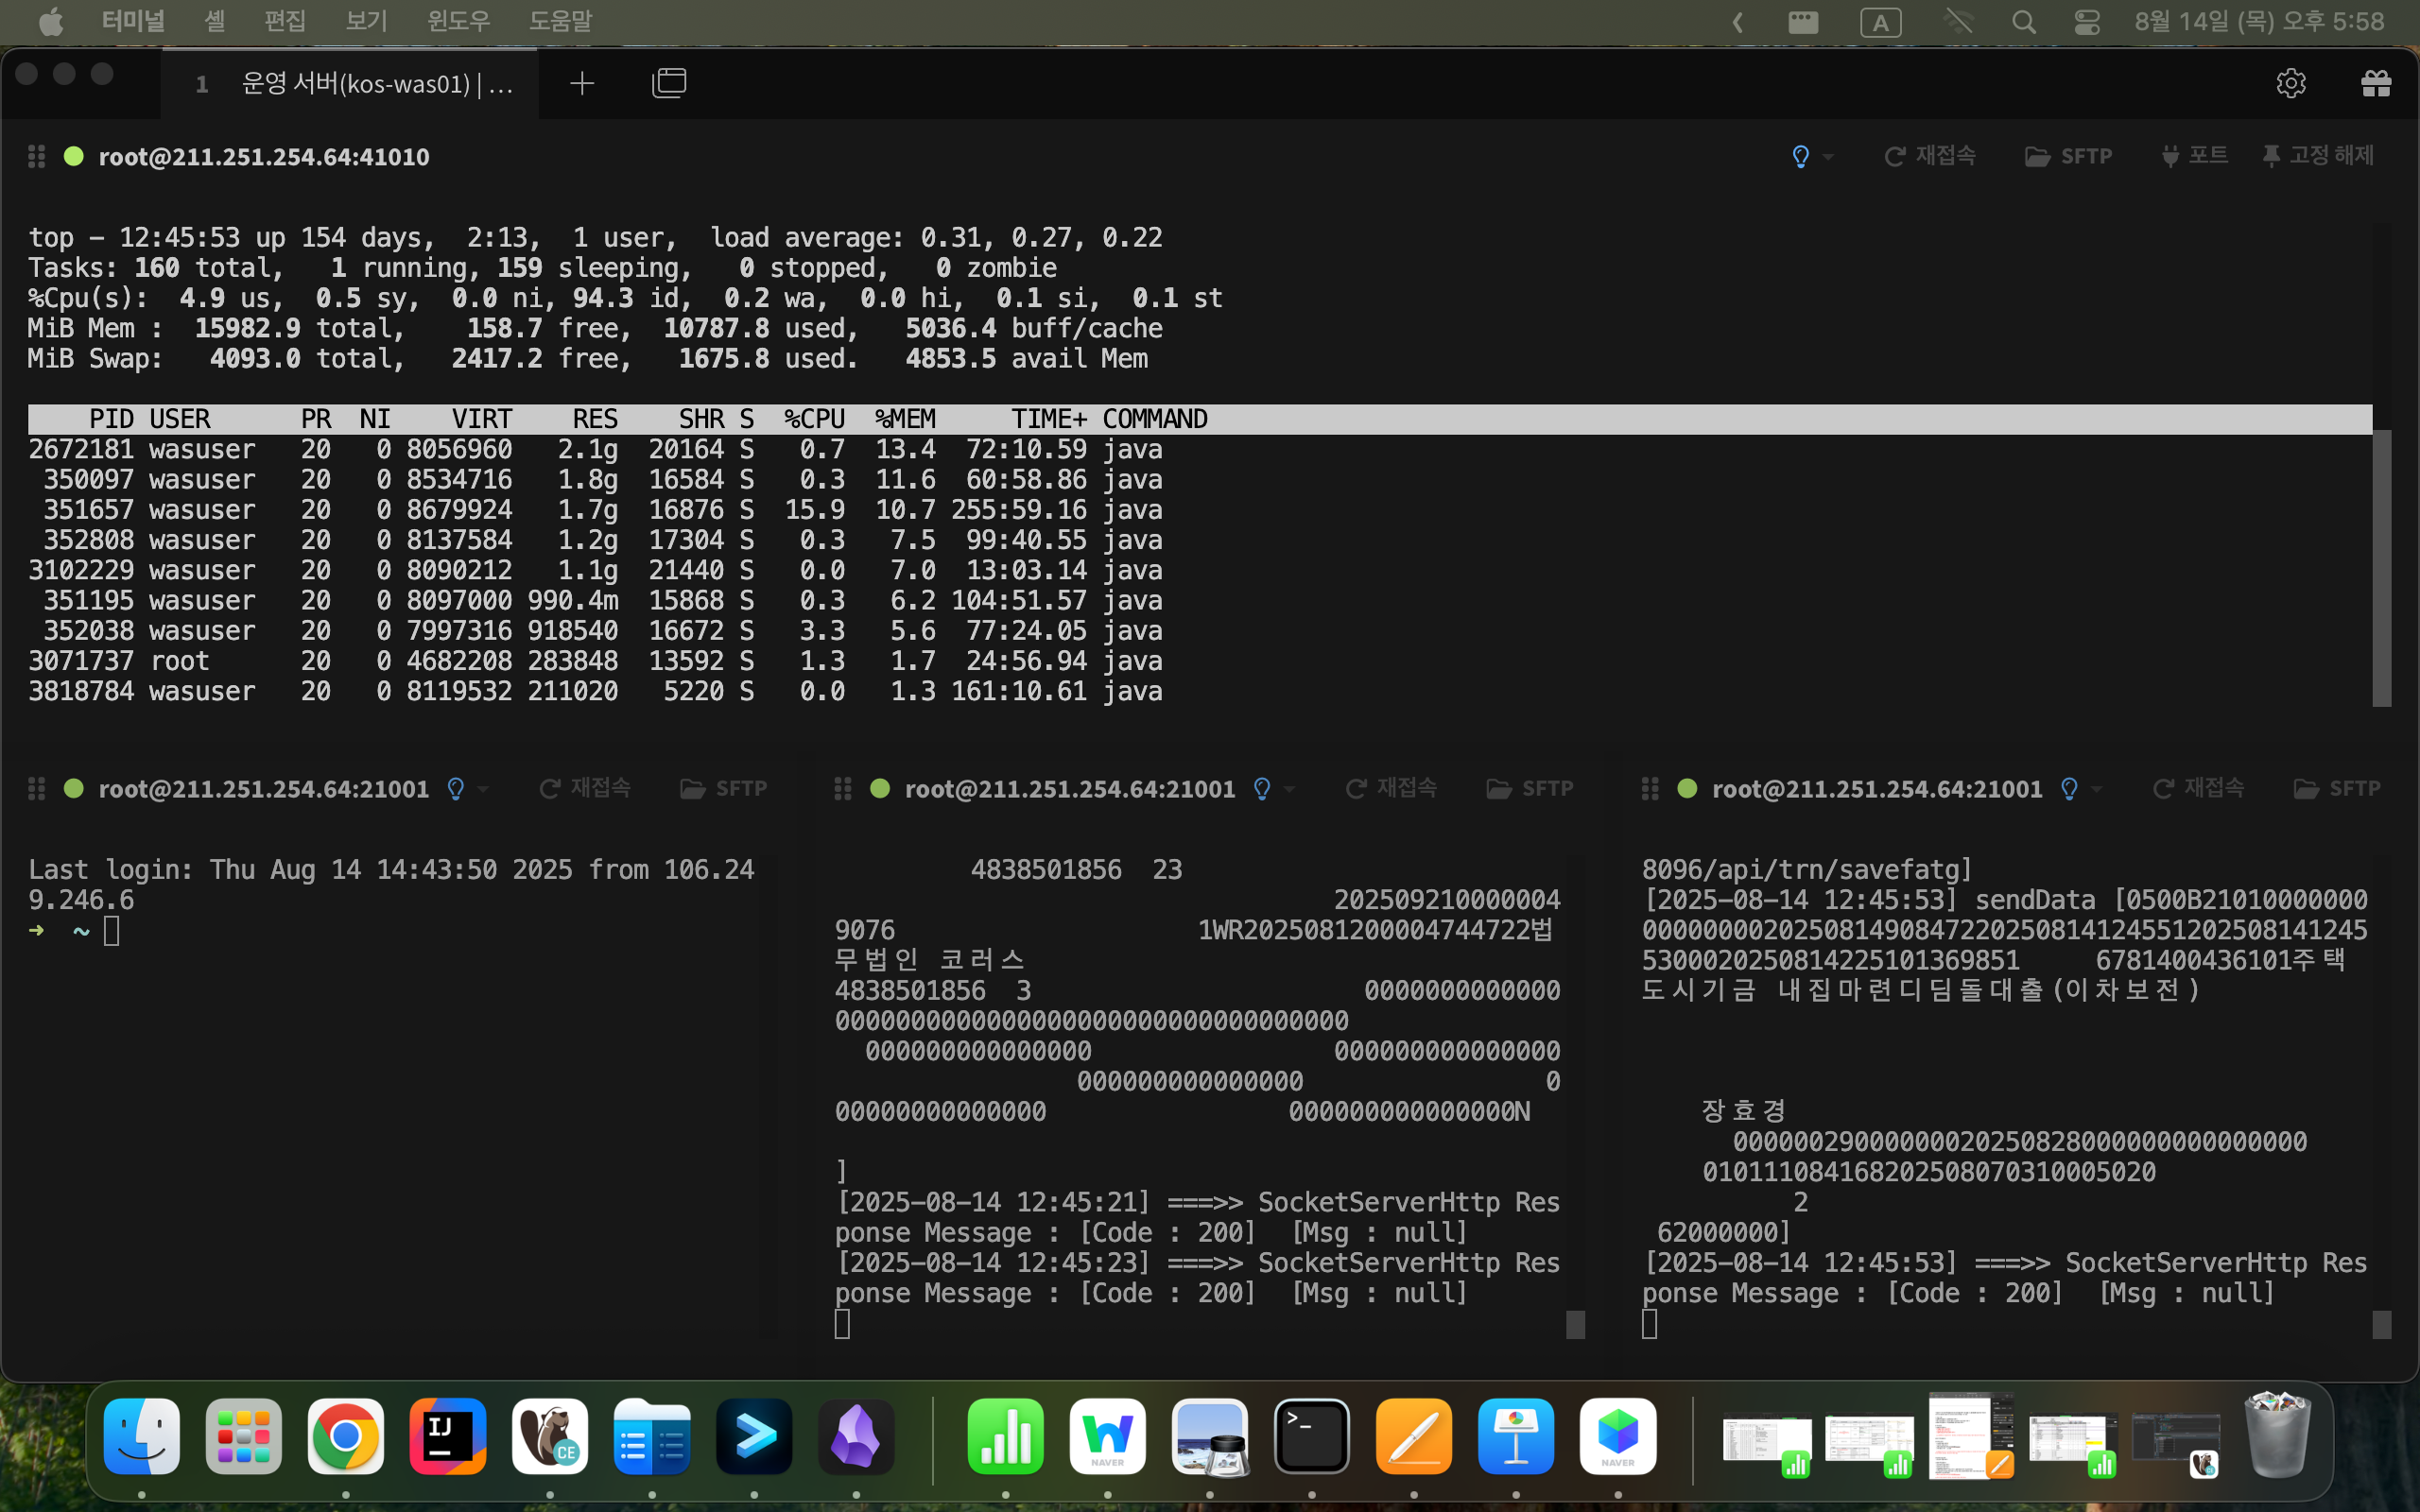 터미널 셸 편집 보기 윈도우 도움말 A 8월 14일 (목) 오후 5:58
1 운영 서버(kos-was01) | ...
root@211.251.254.64:41010 재접속 SFTP 포트 고정 해제
top - 12:45:53 up 154 days,  2:13,  1 user,  load average: 0.31, 0.27, 0.22
Tasks: 160 total,   1 running, 159 sleeping,   0 stopped,   0 zombie
%Cpu(s):  4.9 us,  0.5 sy,  0.0 ni, 94.3 id,  0.2 wa,  0.0 hi,  0.1 si,  0.1 st
MiB Mem :  15982.9 total,    158.7 free,  10787.8 used,   5036.4 buff/cache
MiB Swap:   4093.0 total,   2417.2 free,   1675.8 used.   4853.5 avail Mem
PID USER      PR  NI    VIRT    RES    SHR S  %CPU  %MEM     TIME+ COMMAND
2672181 wasuser   20   0 8056960   2.1g  20164 S   0.7  13.4  72:10.59 java
350097 wasuser   20   0 8534716   1.8g  16584 S   0.3  11.6  60:58.86 java
351657 wasuser   20   0 8679924   1.7g  16876 S  15.9  10.7 255:59.16 java
352808 wasuser   20   0 8137584   1.2g  17304 S   0.3   7.5  99:40.55 java
3102229 wasuser   20   0 8090212   1.1g  21440 S   0.0   7.0  13:03.14 java
351195 wasuser   20   0 8097000 990.4m  15868 S   0.3   6.2 104:51.57 java
352038 wasuser   20   0 7997316 918540  16672 S   3.3   5.6  77:24.05 java
3071737 root      20   0 4682208 283848  13592 S   1.3   1.7  24:56.94 java
3818784 wasuser   20   0 8119532 211020   5220 S   0.0   1.3 161:10.61 java
root@211.251.254.64:21001 재접속 SFTP
Last login: Thu Aug 14 14:43:50 2025 from 106.24
9.246.6
➜  ~
root@211.251.254.64:21001 재접속 SFTP
4838501856  23
202509210000004
9076                    1WR2025081200004744722법
무법인 코러스
4838501856  3                      0000000000000
0000000000000000000000000000000000
000000000000000                000000000000000
000000000000000                0
00000000000000                000000000000000N
]
[2025-08-14 12:45:21] ===>> SocketServerHttp Res
ponse Message : [Code : 200]  [Msg : null]
[2025-08-14 12:45:23] ===>> SocketServerHttp Res
ponse Message : [Code : 200]  [Msg : null]
root@211.251.254.64:21001 재접속 SFTP
8096/api/trn/savefatg]
[2025-08-14 12:45:53] sendData [0500B21010000000
000000000202508149084722025081412455120250814​1245
5300020250814225101369851     6781400436101주택
도시기금 내집마련디딤돌대출(이차보전)
장효경
00000029000000020250828000000000000000
010111084168202508070310005020
2
62000000]
[2025-08-14 12:45:53] ===>> SocketServerHttp Res
ponse Message : [Code : 200]  [Msg : null]
IJ CE NAVER >_ NAVER